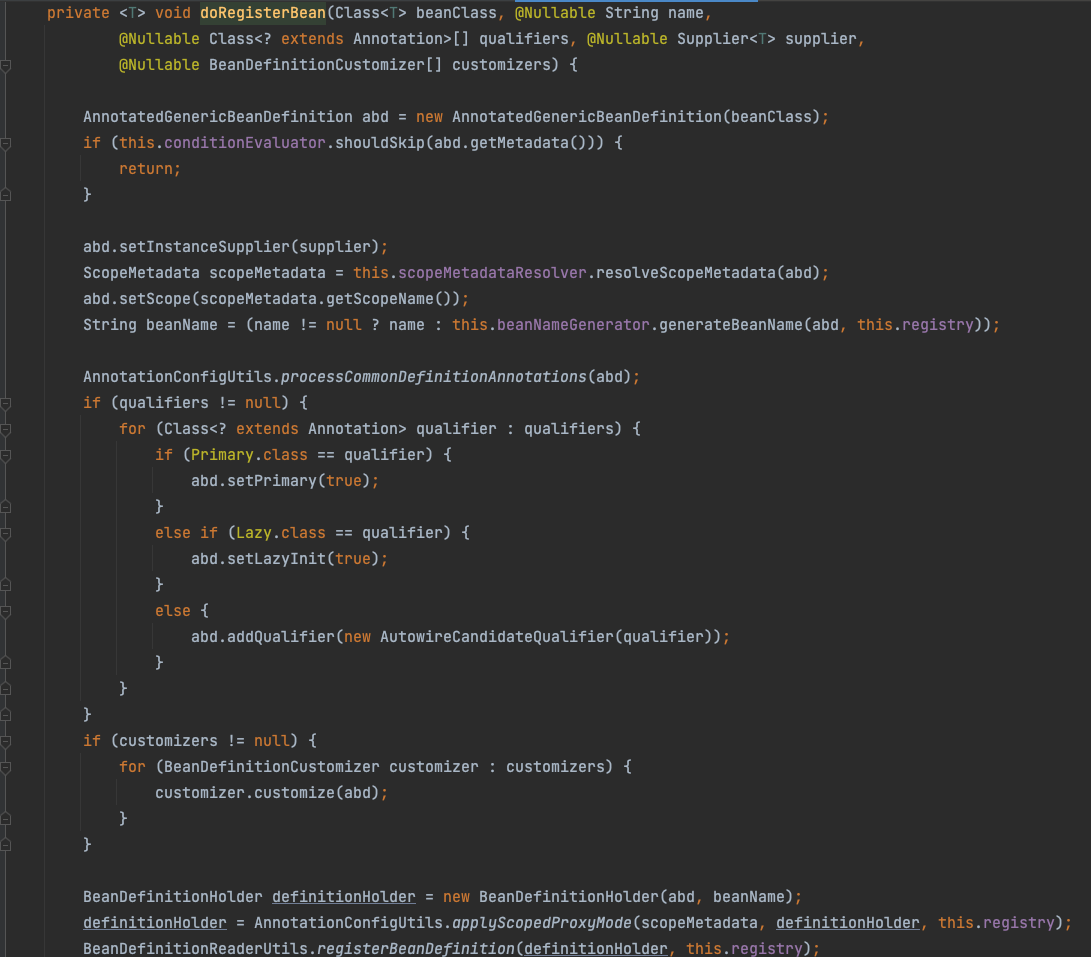 private <T> void doRegisterBean(Class<T> beanClass, @Nullable String name,
        @Nullable Class<? extends Annotation>[] qualifiers, @Nullable Supplier<T> supplier,
        @Nullable BeanDefinitionCustomizer[] customizers) {

    AnnotatedGenericBeanDefinition abd = new AnnotatedGenericBeanDefinition(beanClass);
    if (this.conditionEvaluator.shouldSkip(abd.getMetadata())) {
        return;
    }

    abd.setInstanceSupplier(supplier);
    ScopeMetadata scopeMetadata = this.scopeMetadataResolver.resolveScopeMetadata(abd);
    abd.setScope(scopeMetadata.getScopeName());
    String beanName = (name != null ? name : this.beanNameGenerator.generateBeanName(abd, this.registry));

    AnnotationConfigUtils.processCommonDefinitionAnnotations(abd);
    if (qualifiers != null) {
        for (Class<? extends Annotation> qualifier : qualifiers) {
            if (Primary.class == qualifier) {
                abd.setPrimary(true);
            }
            else if (Lazy.class == qualifier) {
                abd.setLazyInit(true);
            }
            else {
                abd.addQualifier(new AutowireCandidateQualifier(qualifier));
            }
        }
    }
    if (customizers != null) {
        for (BeanDefinitionCustomizer customizer : customizers) {
            customizer.customize(abd);
        }
    }

    BeanDefinitionHolder definitionHolder = new BeanDefinitionHolder(abd, beanName);
    definitionHolder = AnnotationConfigUtils.applyScopedProxyMode(scopeMetadata, definitionHolder, this.registry);
    BeanDefinitionReaderUtils.registerBeanDefinition(definitionHolder, this.registry);